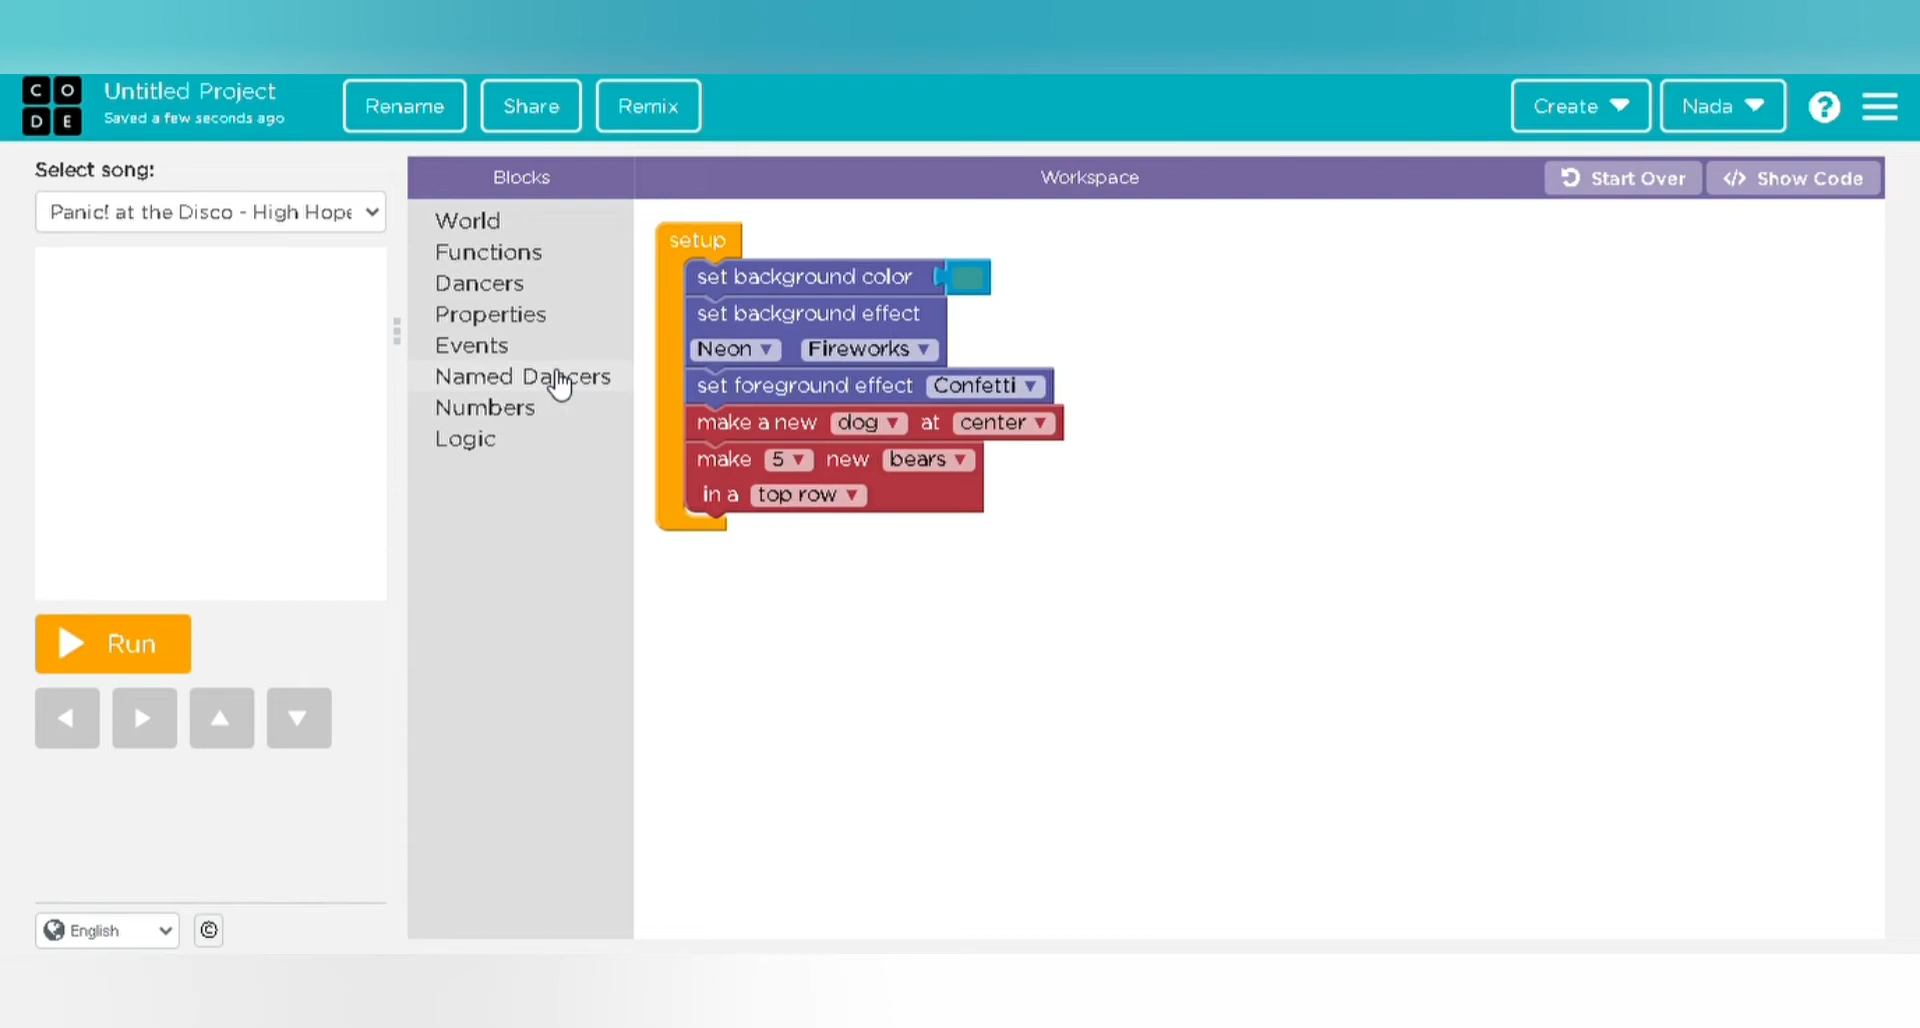 C O
D E
Untitled Project
Saved a few seconds ago
Rename
Share
Remix
Create
Nada
?
Select song:
Panic! at the Disco - High Hope
Run
English
©
Blocks
World
Functions
Dancers
Properties
Events
Named Dancers
Numbers
Logic
Workspace
Start Over
</> Show Code
setup
set background color
set background effect
Neon Fireworks
set foreground effect Confetti
make a new dog at center
make 5 new bears
in a top row